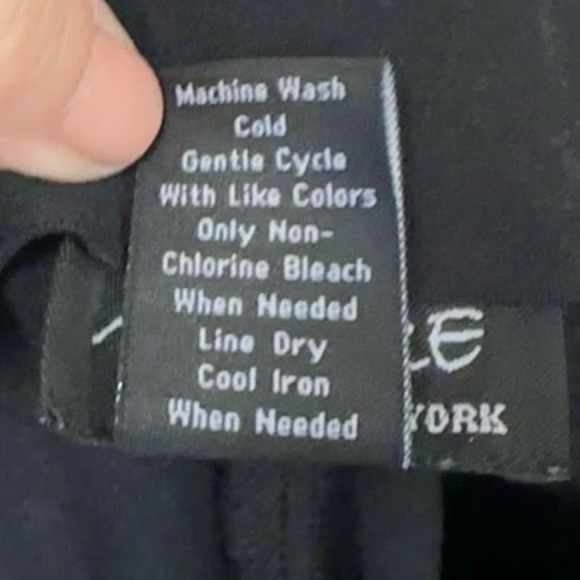 Machine Wash
Cold
Gentle Cycle
With Like Colors
Only Non-
Chlorine Bleach
When Needed
Line Dry
Cool Iron
When Needed
YORK